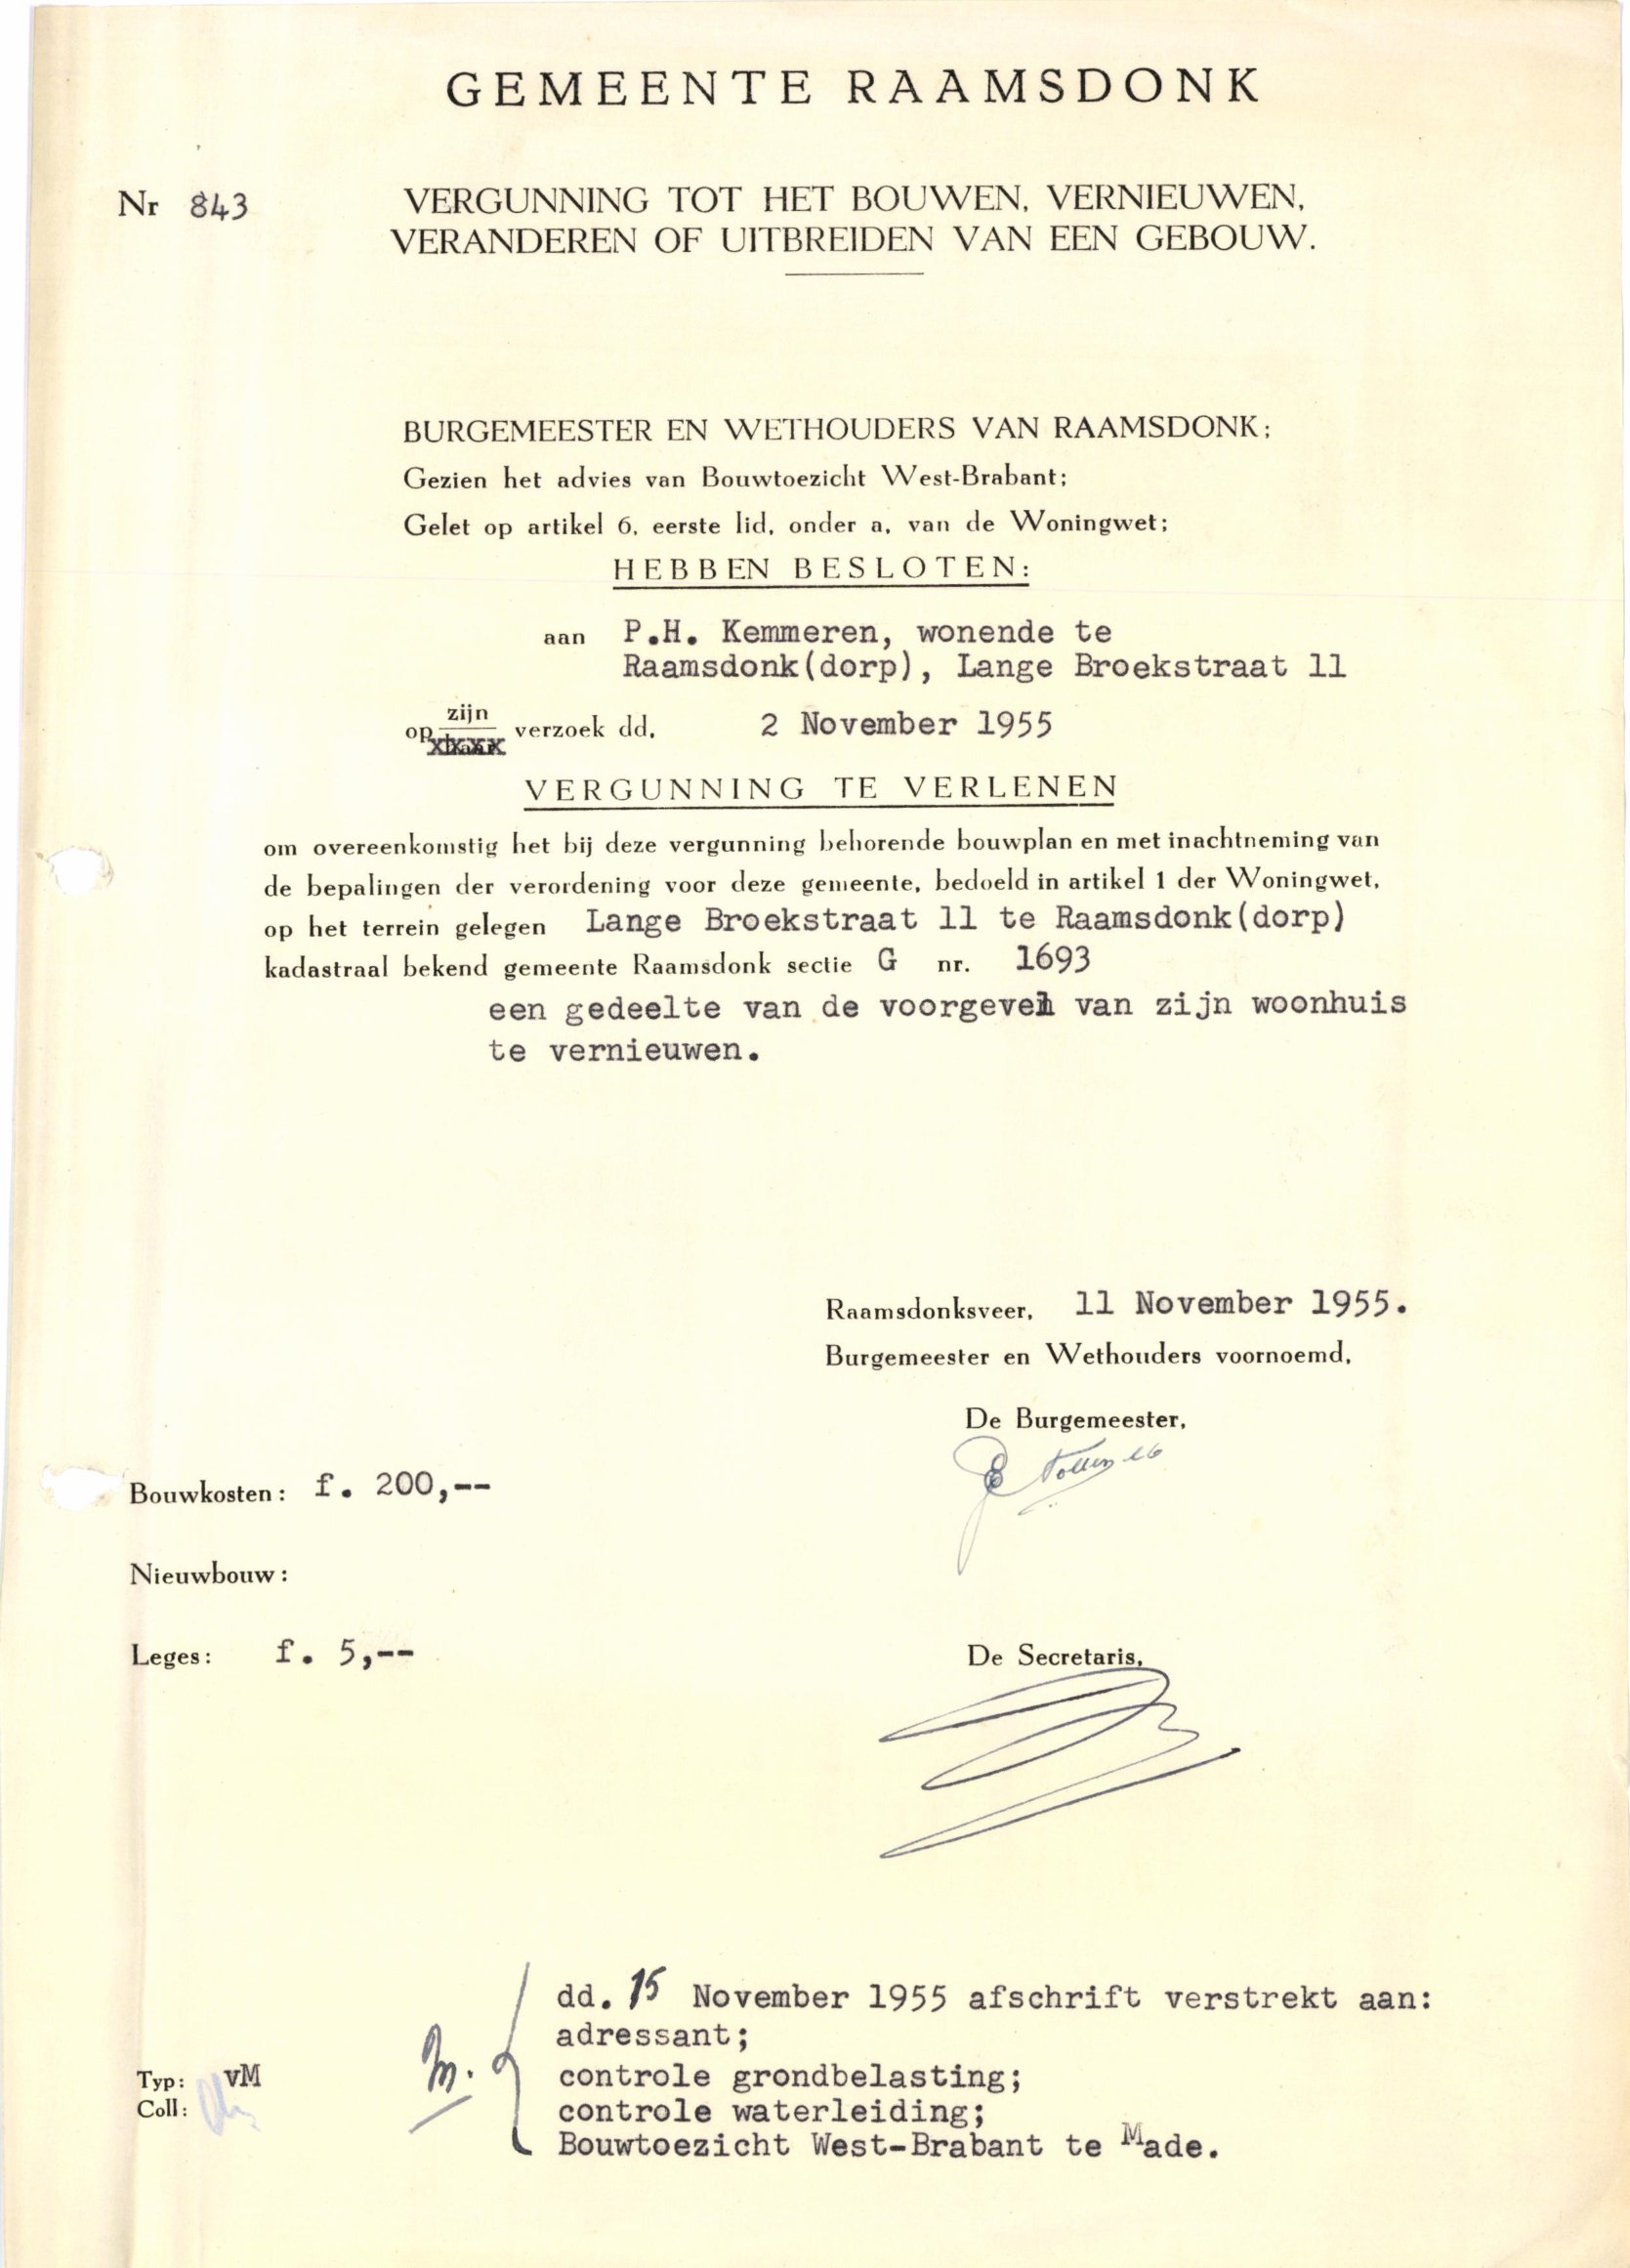 GEMEENTE RAAMSDONK
Nr 843
VERGUNNING TOT HET BOUWEN, VERNIEUWEN,
VERANDEREN OF UITBREIDEN VAN EEN GEBOUW.
BURGEMEESTER EN WETHOUDERS VAN RAAMSDONK;
Gezien het advies van Bouwtoezicht West-Brabant;
Gelet op artikel 6, eerste lid, onder a, van de Woningwet;
HEBBEN BESLOTEN:
aan P.H. Kemmeren, wonende te
Raamsdonk(dorp), Lange Broekstraat 11
op zijn verzoek dd. 2 November 1955
VERGUNNING TE VERLENEN
om overeenkomstig het bij deze vergunning behorende bouwplan en met inachtneming van
de bepalingen der verordening voor deze gemeente, bedoeld in artikel 1 der Woningwet,
op het terrein gelegen Lange Broekstraat 11 te Raamsdonk(dorp)
kadastraal bekend gemeente Raamsdonk sectie G nr. 1693
een gedeelte van de voorgevel van zijn woonhuis
te vernieuwen.
Raamsdonksveer, 11 November 1955.
Burgemeester en Wethouders voornoemd,
De Burgemeester,
Bouwkosten: f. 200,--
Nieuwbouw:
Leges: f. 5,--
De Secretaris,
dd. 15 November 1955 afschrift verstrekt aan:
adressant;
controle grondbelasting;
controle waterleiding;
Bouwtoezicht West-Brabant te Made.
Typ: vM
Coll: